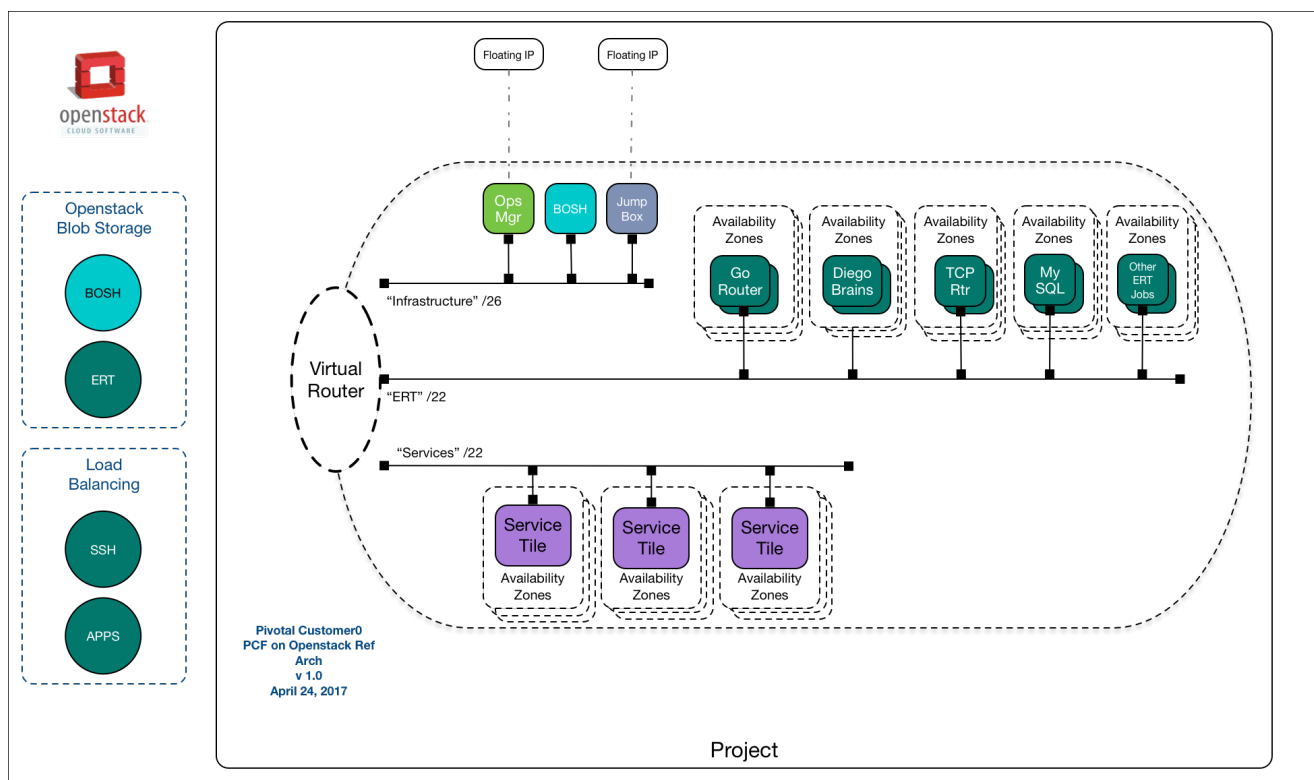 openstack
CLOUD SOFTWARE
Openstack
Blob Storage
BOSH
ERT
Load
Balancing
SSH
APPS
Floating IP
Floating IP
Ops
Mgr
BOSH
Jump
Box
"Infrastructure" /26
Availability
Zones
Go
Router
Availability
Zones
Diego
Brains
Availability
Zones
TCP
Rtr
Availability
Zones
My
SQL
Availability
Zones
Other
ERT
Jobs
Virtual
Router
"ERT" /22
"Services" /22
Service
Tile
Availability
Zones
Service
Tile
Availability
Zones
Service
Tile
Availability
Zones
Pivotal Customer0
PCF on Openstack Ref
Arch
v 1.0
April 24, 2017
Project